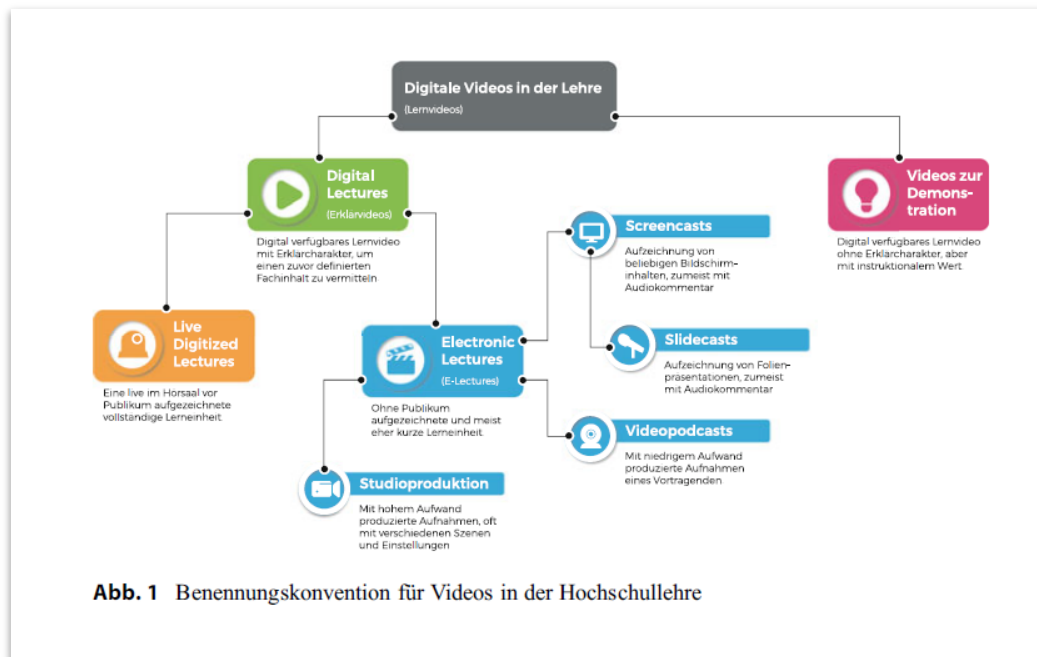 Digitale Videos in der Lehre
(Lernvideos)
Digital
Lectures
(Erklärvideos)
Digital verfügbares Lernvideo
mit Erklärcharakter, um
einen zuvor definierten
Fachinhalt zu vermitteln
Videos zur
Demons-
tration
Digital verfügbares Lernvideo
ohne Erklärcharakter, aber
mit instruktionalem Wert
Live
Digitized
Lectures
Eine live im Hörsaal vor
Publikum aufgezeichnete
vollständige Lerneinheit
Electronic
Lectures
(E-Lectures)
Ohne Publikum
aufgezeichnete und meist
eher kurze Lerneinheit
Screencasts
Aufzeichnung von
beliebigen Bildschirm-
inhalten, zumeist mit
Audiokommentar
Slidecasts
Aufzeichnung von Folien-
präsentationen, zumeist
mit Audiokommentar
Videopodcasts
Mit niedrigem Aufwand
produzierte Aufnahmen
eines Vortragenden
Studioproduktion
Mit hohem Aufwand
produzierte Aufnahmen, oft
mit verschiedenen Szenen
und Einstellungen
Abb. 1 Benennungskonvention für Videos in der Hochschullehre